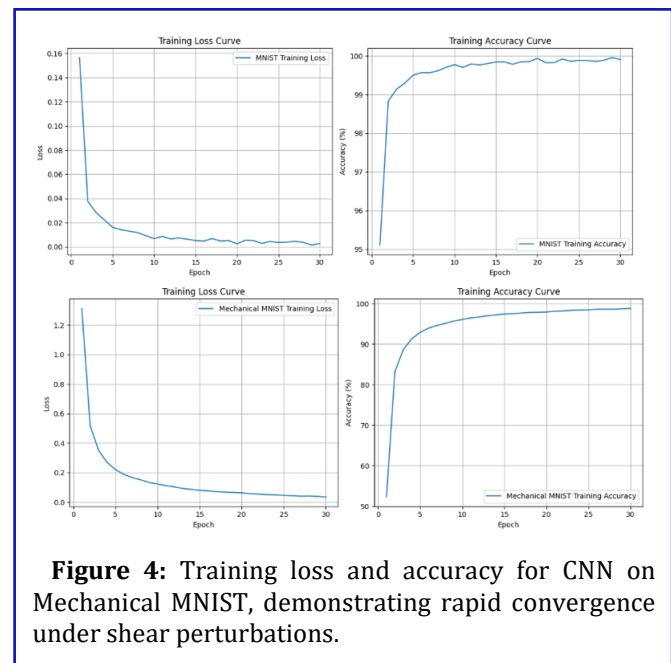 Training Loss Curve
MNIST Training Loss
0.16
0.14
0.12
0.10
0.08
0.06
0.04
0.02
0.00
Loss
0 5 10 15 20 25 30
Epoch
Training Accuracy Curve
100
99
98
97
96
95
Accuracy (%)
MNIST Training Accuracy
0 5 10 15 20 25 30
Epoch
Training Loss Curve
Mechanical MNIST Training Loss
1.2
1.0
0.8
0.6
0.4
0.2
0.0
Loss
0 5 10 15 20 25 30
Epoch
Training Accuracy Curve
100
90
80
70
60
50
Accuracy (%)
Mechanical MNIST Training Accuracy
0 5 10 15 20 25 30
Epoch
Figure 4: Training loss and accuracy for CNN on
Mechanical MNIST, demonstrating rapid convergence
under shear perturbations.